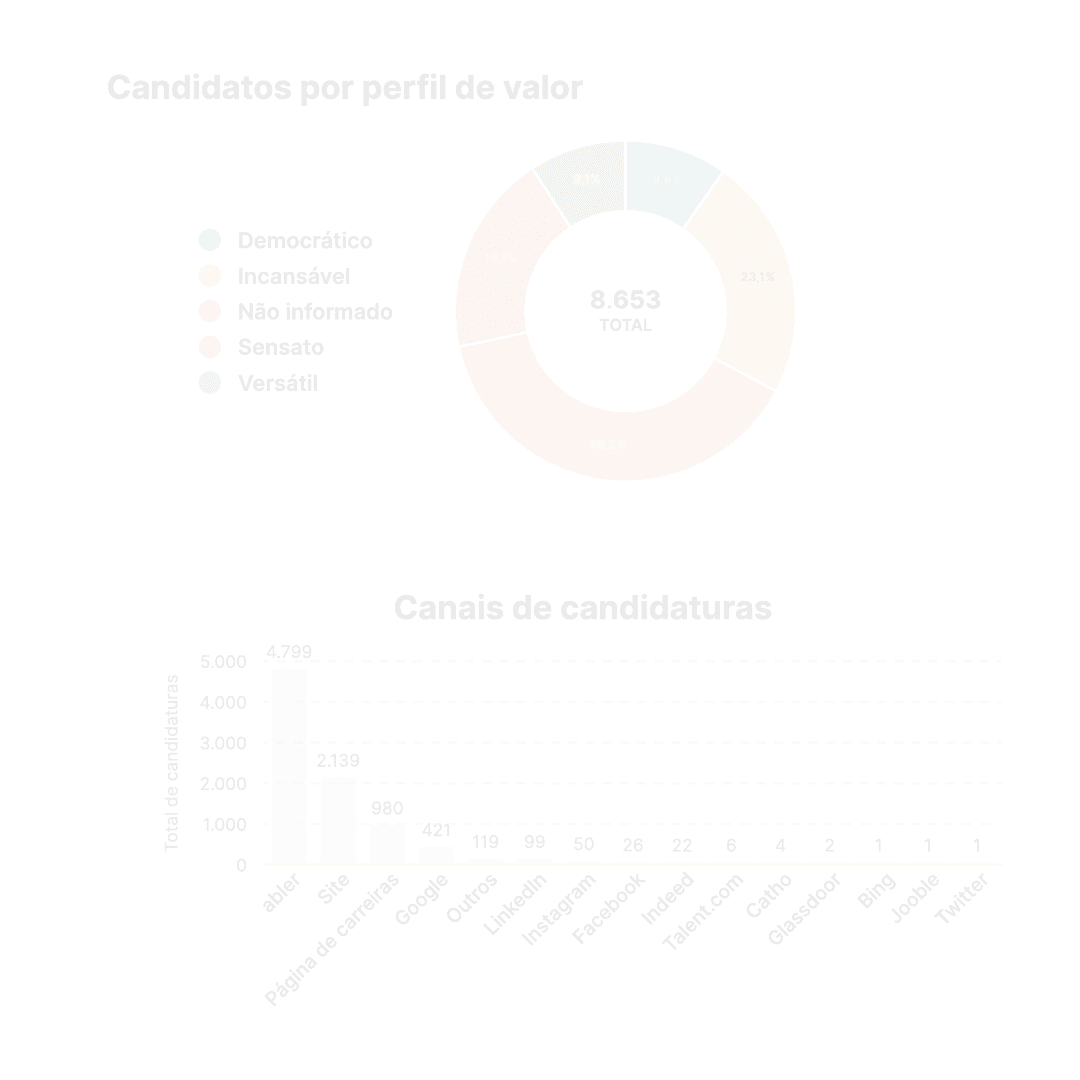 Candidatos por perfil de valor
Democrático
Incansável
Não informado
Sensato
Versátil
9,1%
23,1%
8.653
TOTAL
Canais de candidaturas
Total de candidaturas
5.000
4.000
3.000
2.000
1.000
0
4.799
2.139
980
421
119
99
50
26
22
6
4
2
1
1
1
abler
Site
Página de carreiras
Google
Outros
LinkedIn
Instagram
Facebook
Indeed
Talent.com
Catho
Glassdoor
Bing
Jooble
Twitter